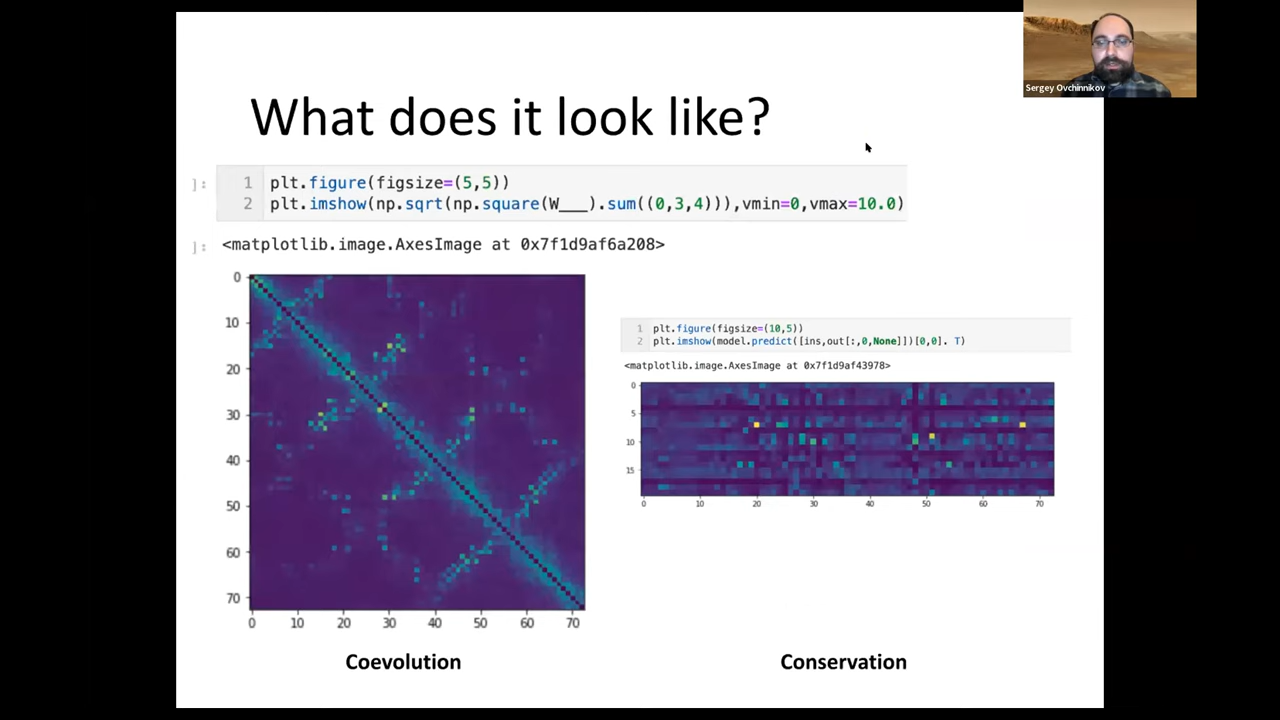 Sergey Ovchinnikov
What does it look like?
]:
1 plt.figure(figsize=(5,5))
2 plt.imshow(np.sqrt(np.square(W___).sum((0,3,4))),vmin=0,vmax=10.0)
]: <matplotlib.image.AxesImage at 0x7f1d9af6a208>
0
10
20
30
40
50
60
70
0 10 20 30 40 50 60 70
Coevolution
1 plt.figure(figsize=(10,5))
2 plt.imshow(model.predict([ins,out[:,0,None]])[0,0]. T)
<matplotlib.image.AxesImage at 0x7f1d9af43978>
0
5
10
15
0 10 20 30 40 50 60 70
Conservation